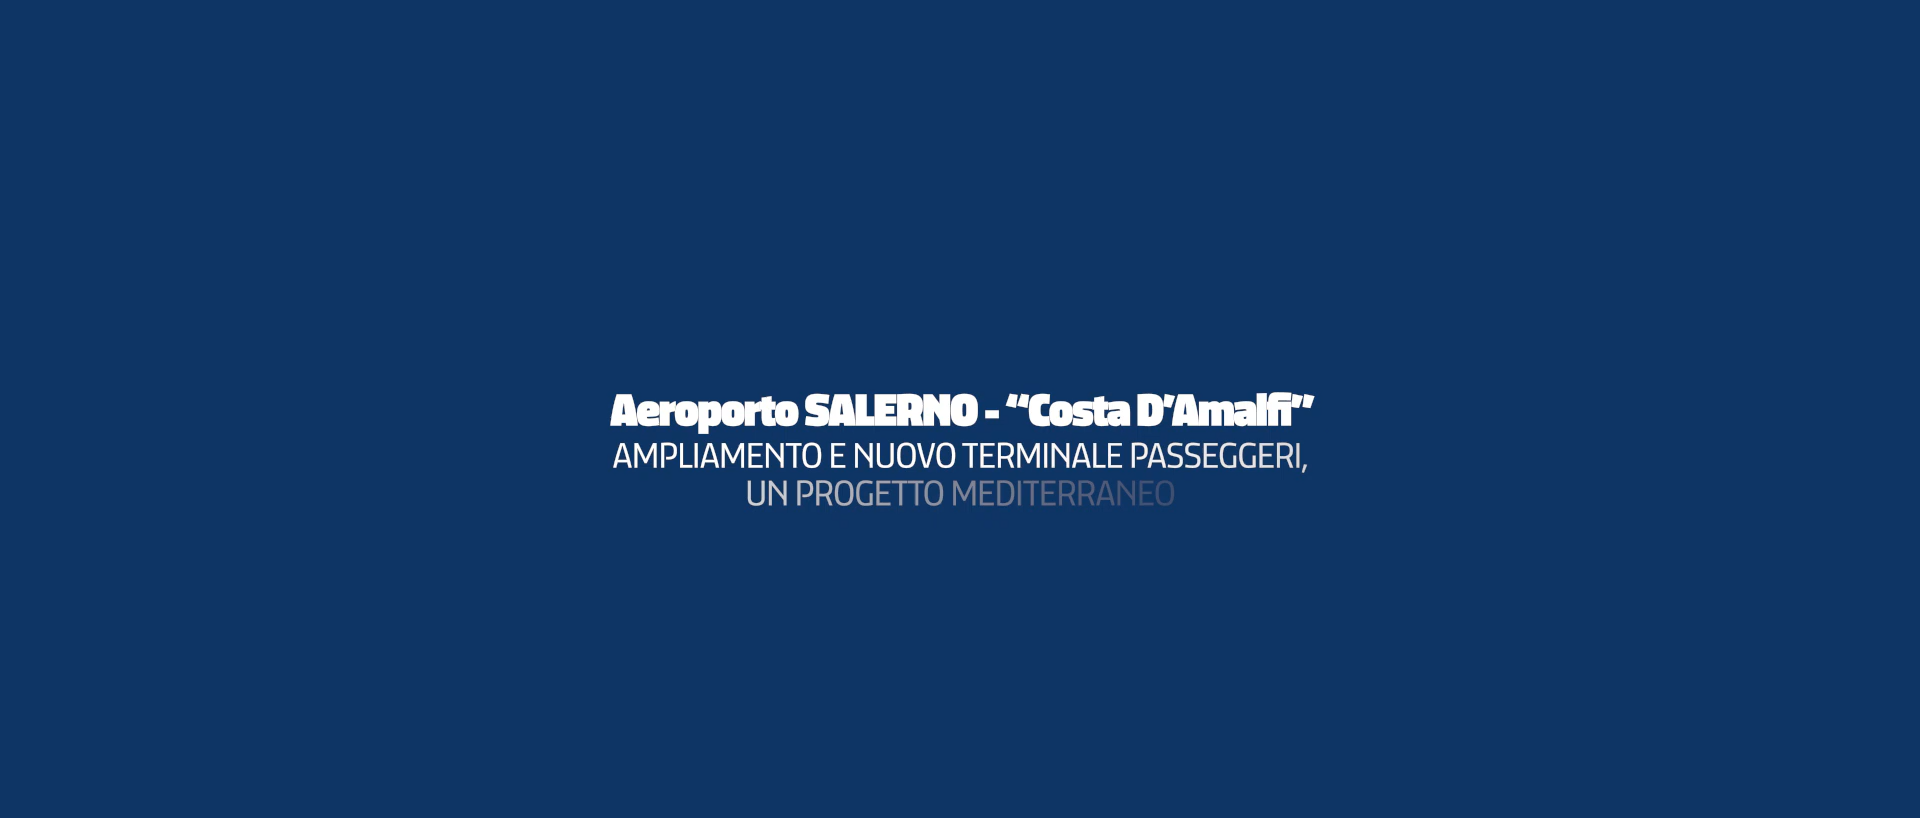 Aeroporto SALERNO - “Costa D’Amalfi”
AMPLIAMENTO E NUOVO TERMINALE PASSEGGERI,
UN PROGETTO MEDITERRANEO